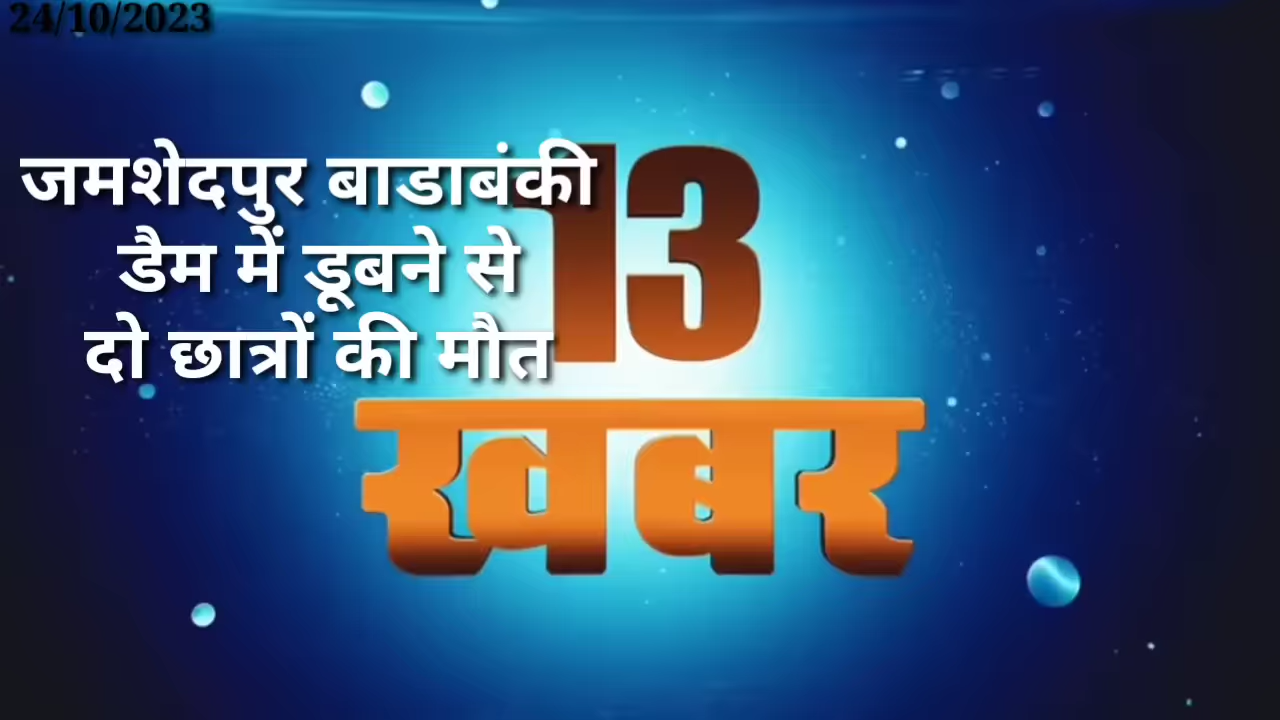 24/10/2023
जमशेदपुर बाडाबंकी
डैम में डूबने से
दो छात्रों की मौत
13
खबर